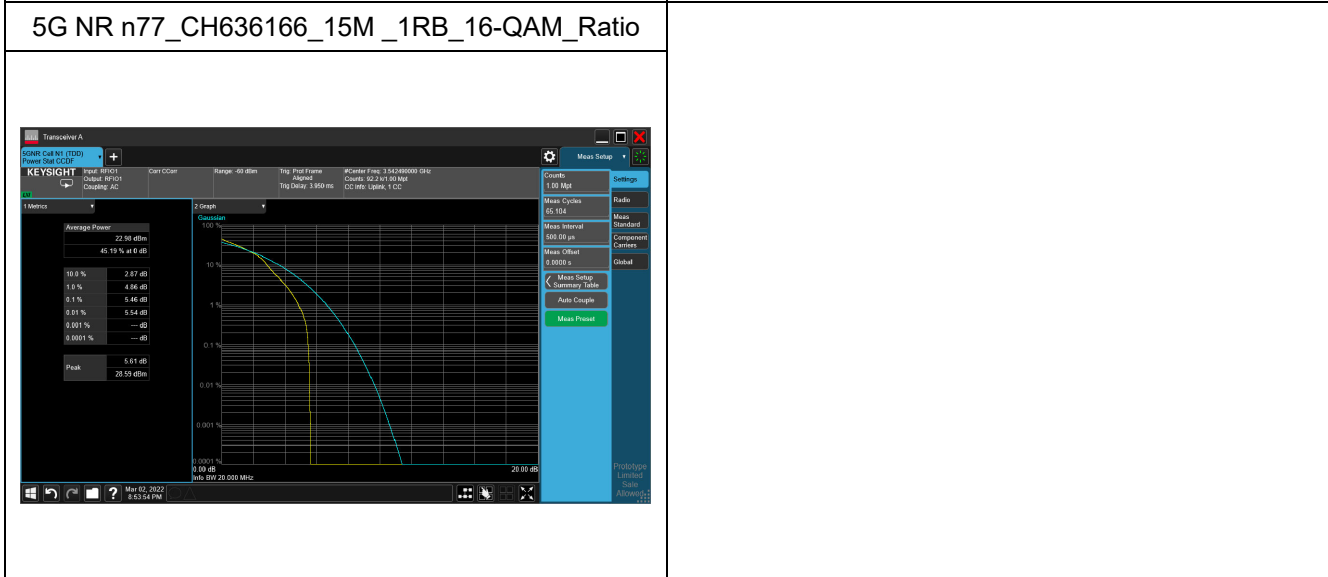 5G NR n77_CH636166_15M _1RB_16-QAM_Ratio
Transceiver A
5GNR Cell N1 (TDD)
Power Stat CCDF
Meas Setup
KEYSIGHT
Input: RFIO1
Output: RFIO1
Coupling: AC
Corr CCorr
Range: -60 dBm
Trig: Prot Frame
Aligned
Trig Delay: 3.950 ms
#Center Freq: 3.542490000 GHz
Counts: 92.2 k/1.00 Mpt
CC Info: Uplink, 1 CC
1 Metrics
Average Power
22.98 dBm
45.19 % at 0 dB
10.0 % 2.87 dB
1.0 % 4.86 dB
0.1 % 5.46 dB
0.01 % 5.54 dB
0.001 % --- dB
0.0001 % --- dB
Peak
5.61 dB
28.59 dBm
2 Graph
Gaussian
100 %
10 %
1 %
0.1 %
0.01 %
0.001 %
0.0001 %
0.00 dB
20.00 dB
Info BW 20.000 MHz
Counts
1.00 Mpt
Meas Cycles
65.104
Meas Interval
500.00 µs
Meas Offset
0.0000 s
Meas Setup
Summary Table
Auto Couple
Meas Preset
Settings
Radio
Meas
Standard
Component
Carriers
Global
Prototype
Limited
Sale
Allowed
Mar 02, 2022
8:53:54 PM